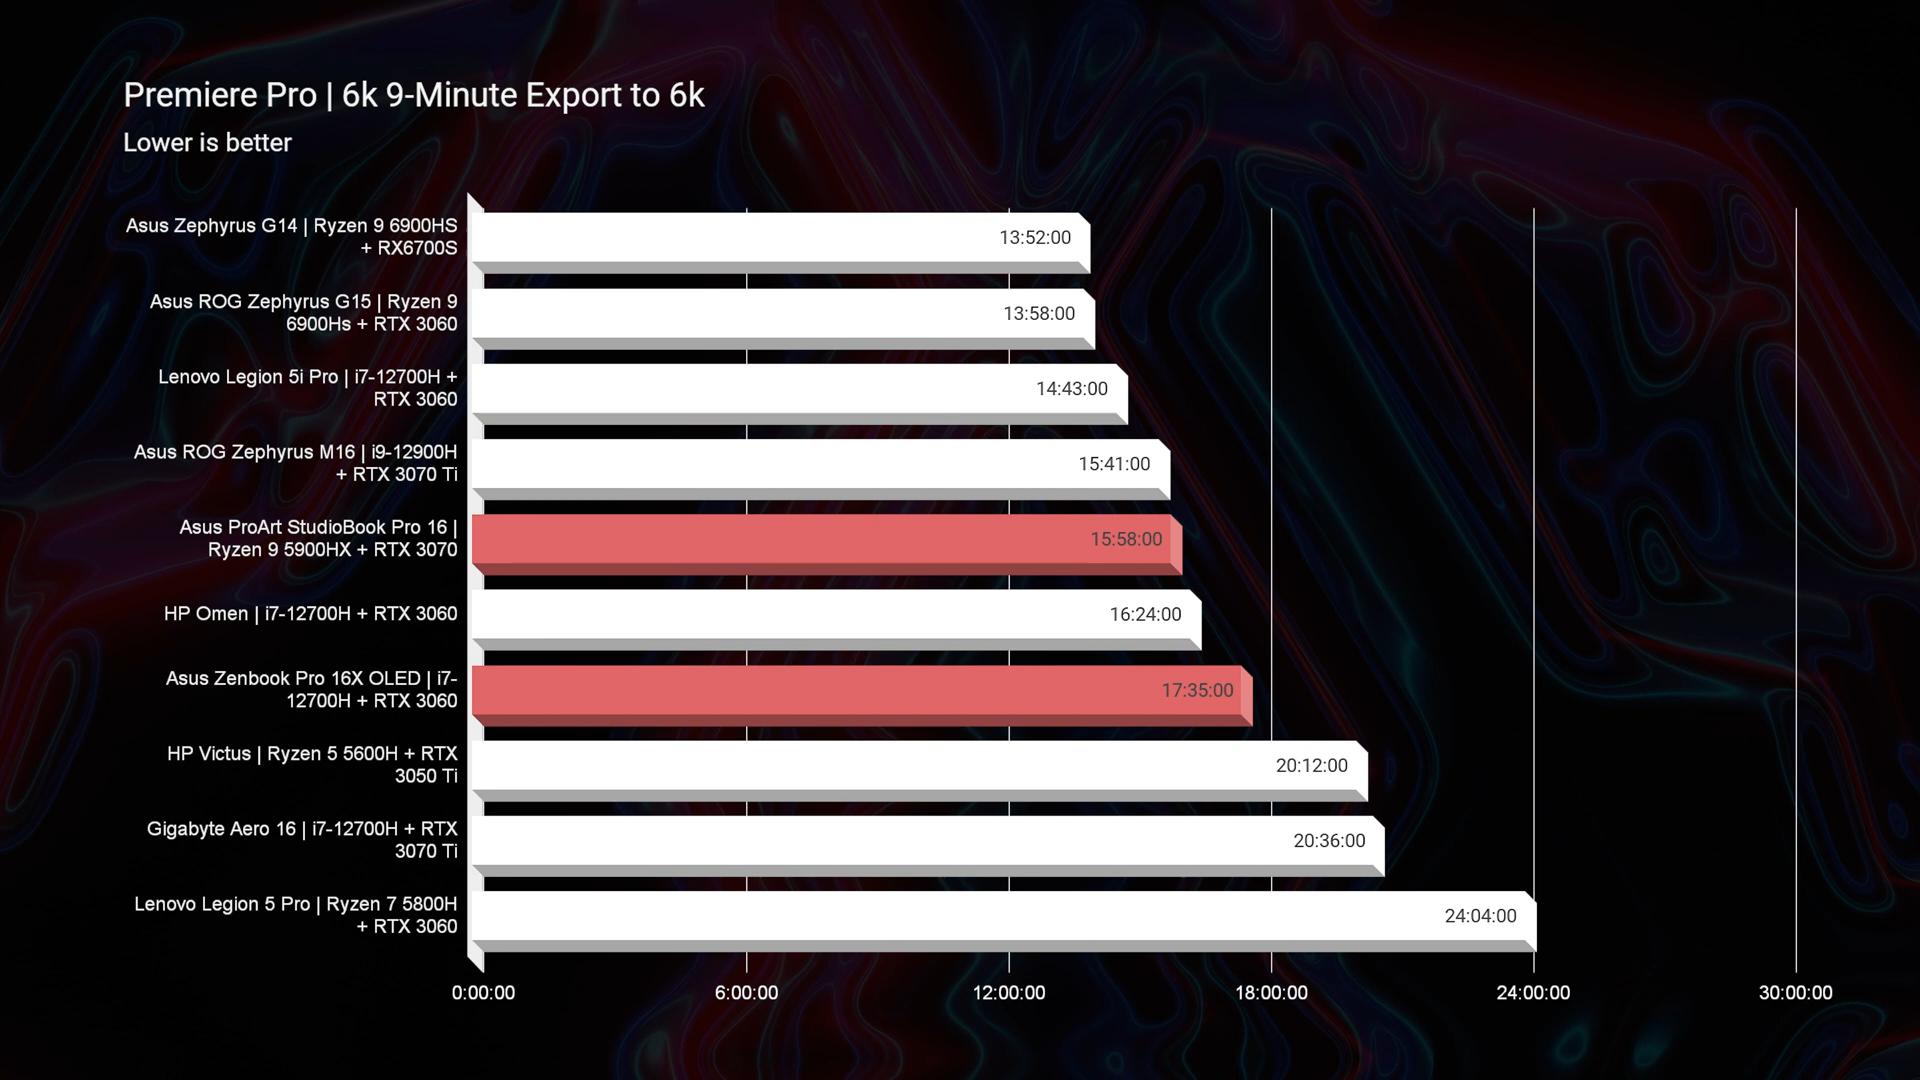 Premiere Pro | 6k 9-Minute Export to 6k
Lower is better
Asus Zephyrus G14 | Ryzen 9 6900HS
+ RX6700S
13:52:00
Asus ROG Zephyrus G15 | Ryzen 9
6900Hs + RTX 3060
13:58:00
Lenovo Legion 5i Pro | i7-12700H +
RTX 3060
14:43:00
Asus ROG Zephyrus M16 | i9-12900H
+ RTX 3070 Ti
15:41:00
Asus ProArt StudioBook Pro 16 |
Ryzen 9 5900HX + RTX 3070
15:58:00
HP Omen | i7-12700H + RTX 3060
16:24:00
Asus Zenbook Pro 16X OLED | i7-
12700H + RTX 3060
17:35:00
HP Victus | Ryzen 5 5600H + RTX
3050 Ti
20:12:00
Gigabyte Aero 16 | i7-12700H + RTX
3070 Ti
20:36:00
Lenovo Legion 5 Pro | Ryzen 7 5800H
+ RTX 3060
24:04:00
0:00:00 6:00:00 12:00:00 18:00:00 24:00:00 30:00:00